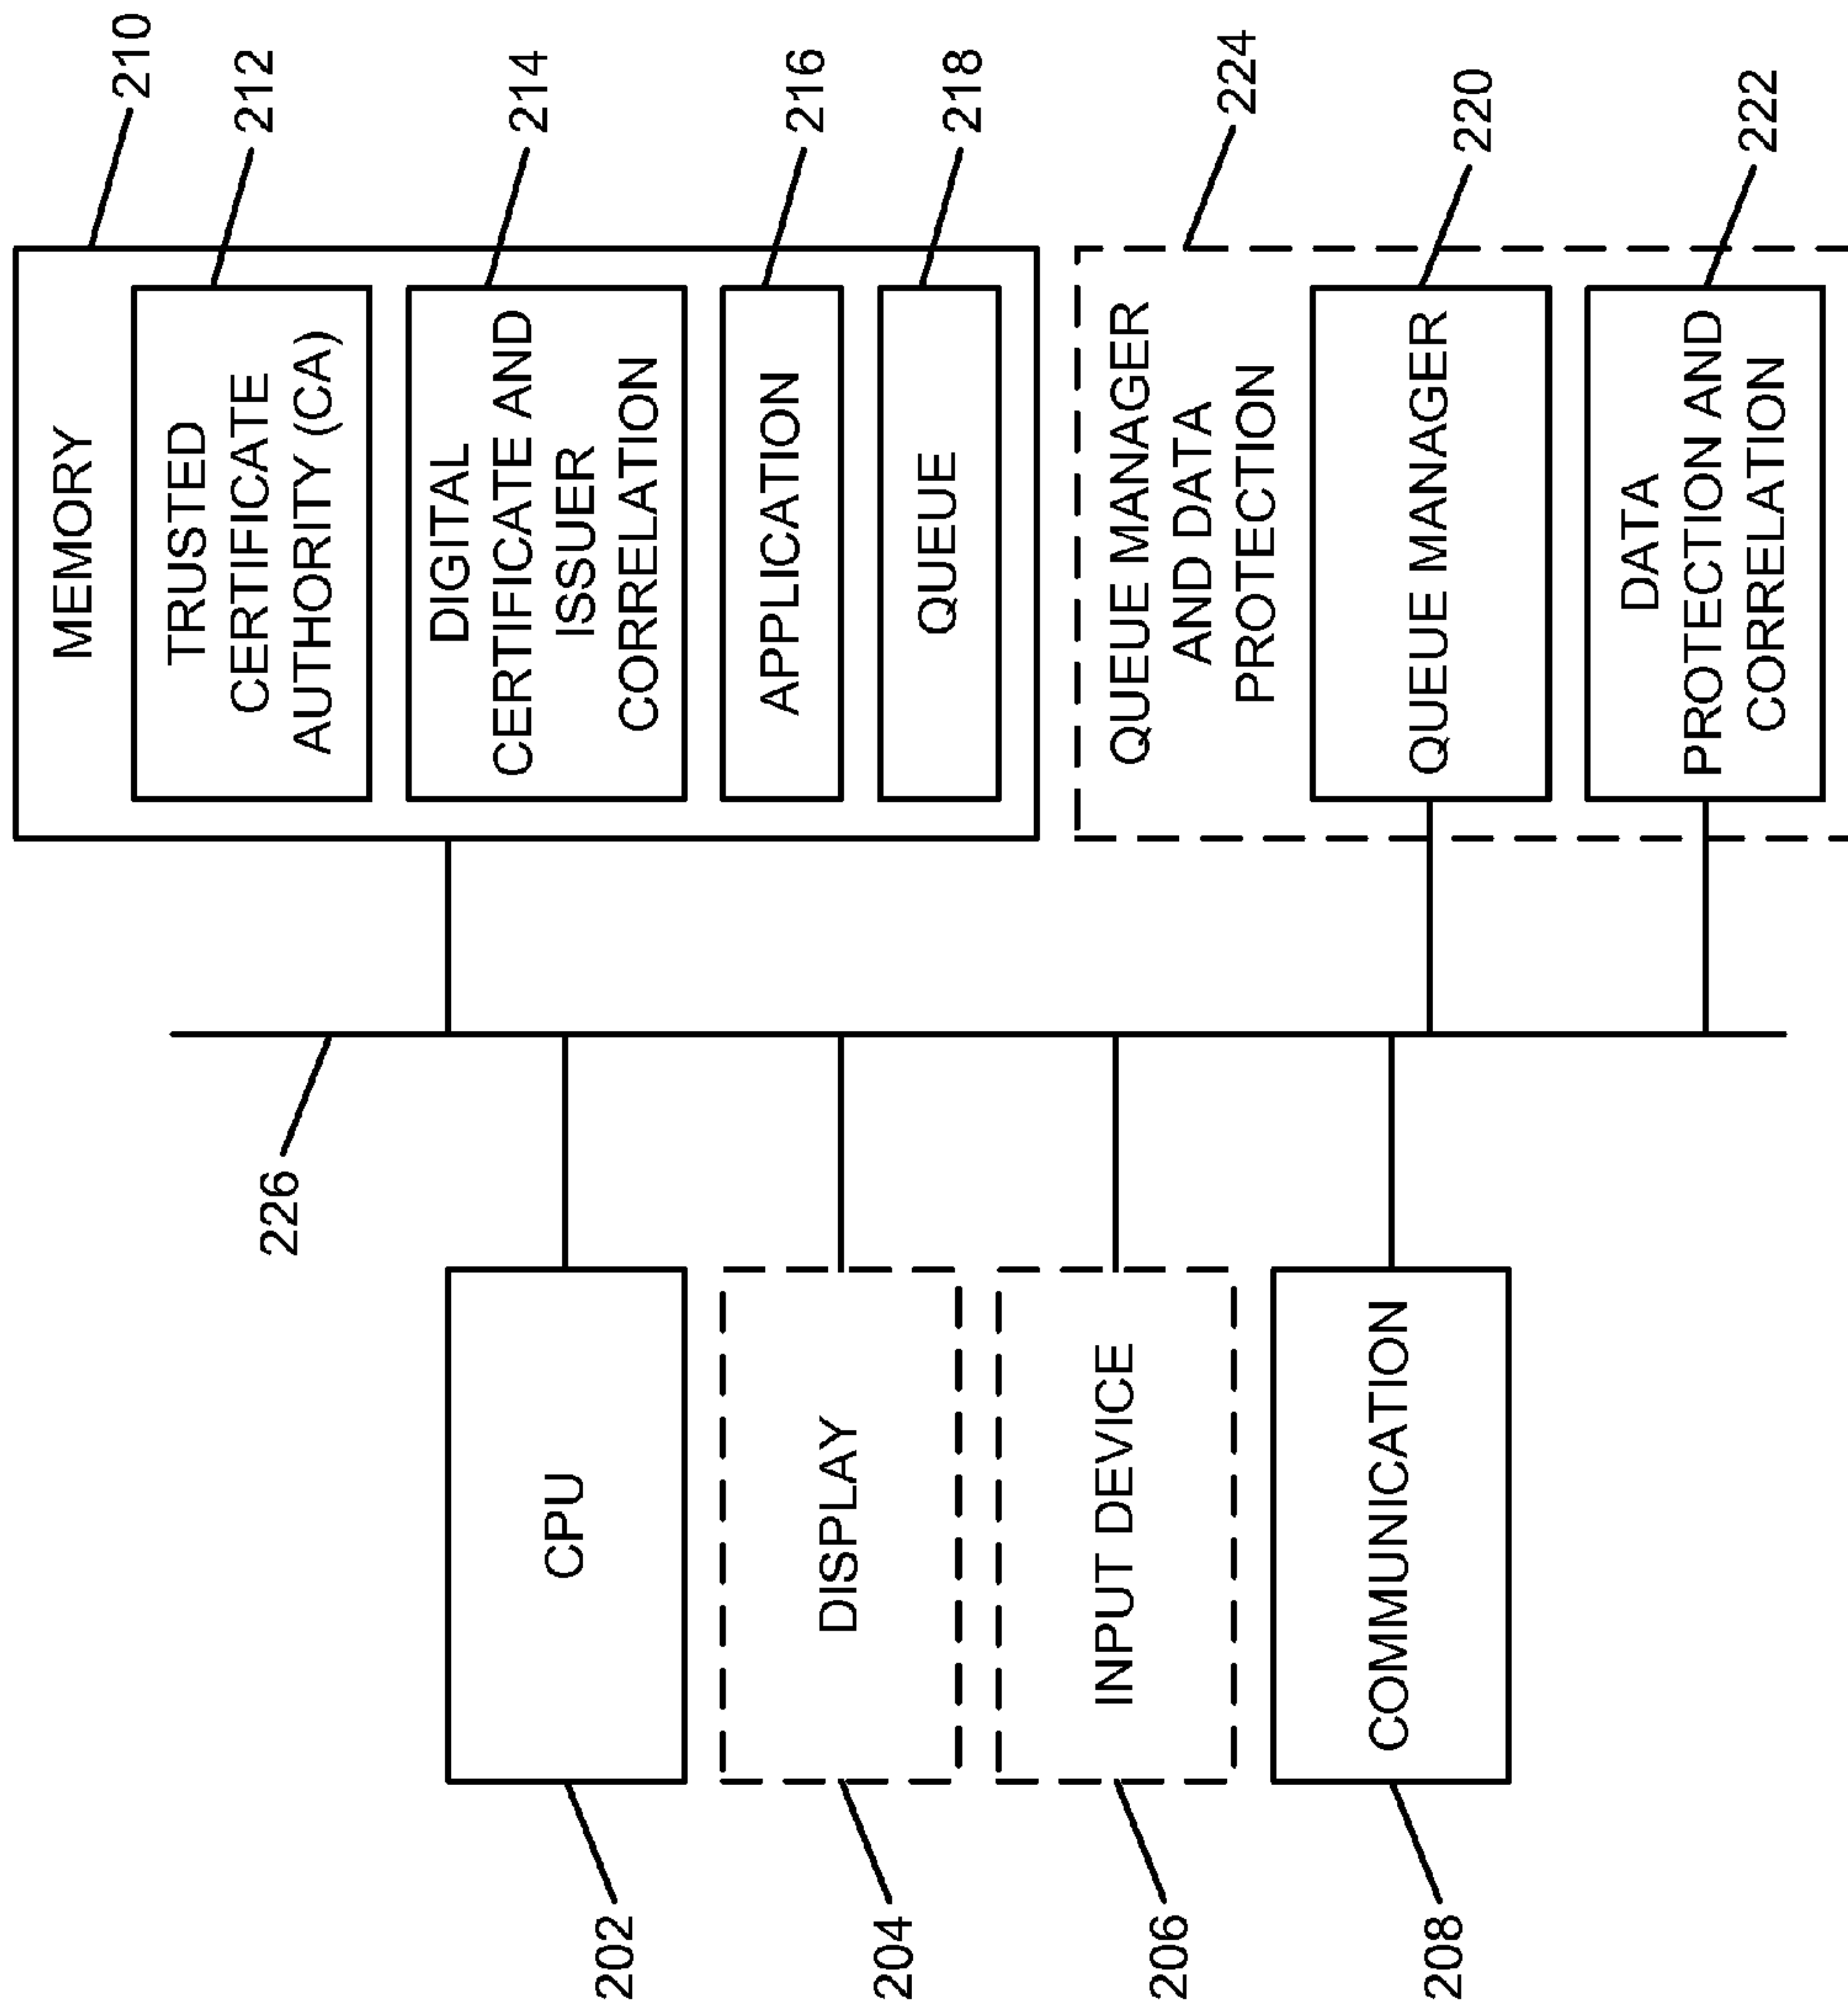 202
CPU
204
DISPLAY
206
INPUT DEVICE
208
COMMUNICATION
226
MEMORY
210
TRUSTED
CERTIFICATE
AUTHORITY (CA)
212
DIGITAL
CERTIFICATE AND
ISSUER
CORRELATION
214
APPLICATION
216
QUEUE
218
QUEUE MANAGER
AND DATA
PROTECTION
224
QUEUE MANAGER
220
DATA
PROTECTION AND
CORRELATION
222